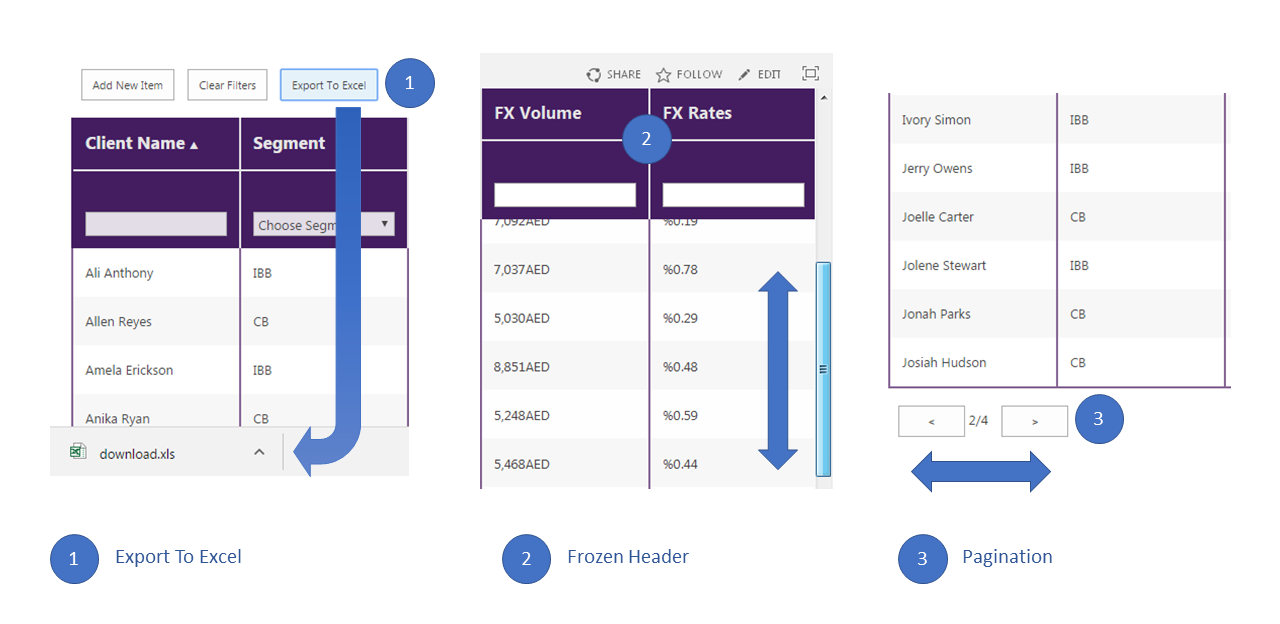 Add New Item
Clear Filters
Export To Excel
1
Client Name ▲
Segment
Choose Segm
Ali Anthony IBB
Allen Reyes CB
Amela Erickson IBB
Anika Ryan CB
download.xls
SHARE
FOLLOW
EDIT
FX Volume
FX Rates
2
7,092AED %0.19
7,037AED %0.78
5,030AED %0.29
8,851AED %0.48
5,248AED %0.59
5,468AED %0.44
Ivory Simon IBB
Jerry Owens IBB
Joelle Carter CB
Jolene Stewart IBB
Jonah Parks CB
Josiah Hudson CB
< 2/4 >
3
1 Export To Excel
2 Frozen Header
3 Pagination